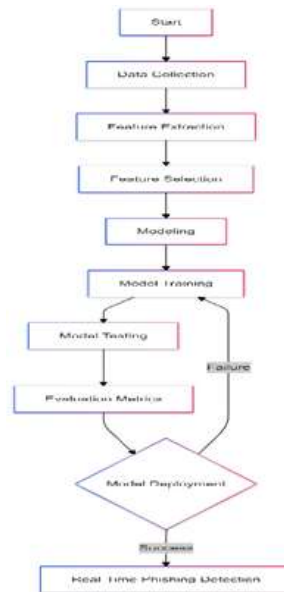 Start
Data Collection
Feature Extraction
Feature Selection
Modeling
Model Training
Model Testing
Failure
Evaluation Metrics
Model Deployment
Success
Real Time Phishing Detection